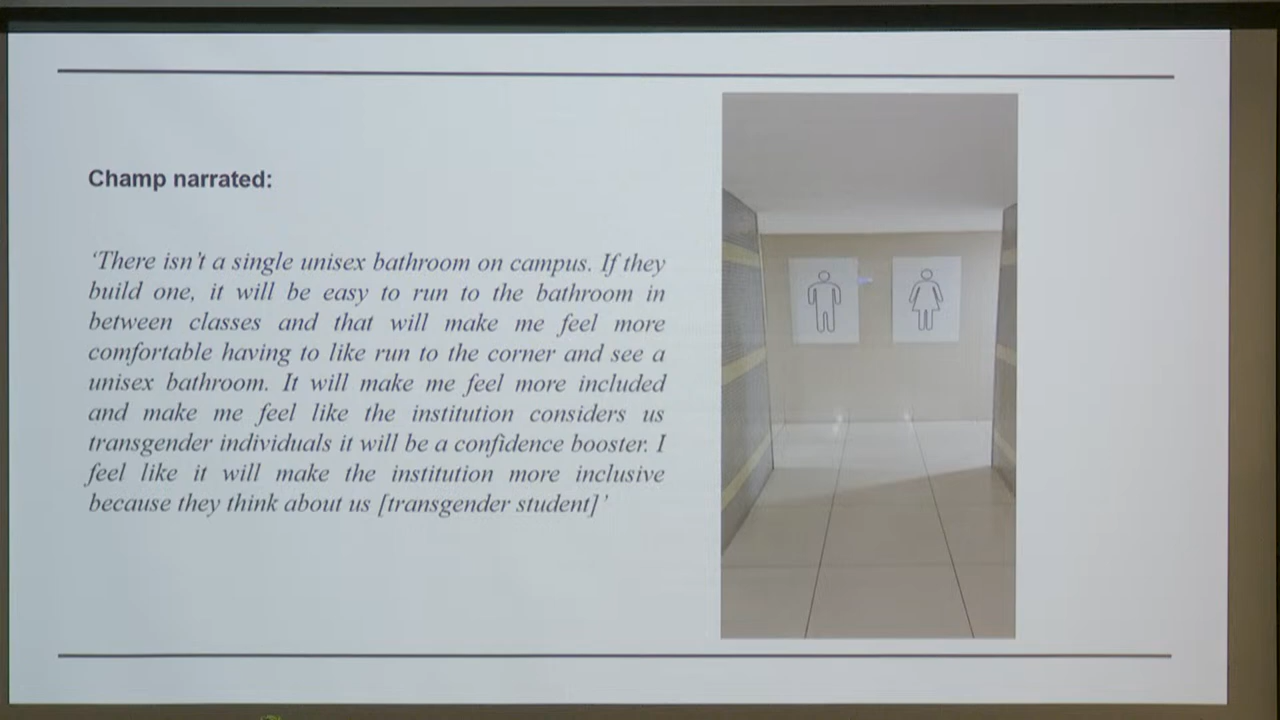 Champ narrated:
‘There isn’t a single unisex bathroom on campus. If they
build one, it will be easy to run to the bathroom in
between classes and that will make me feel more
comfortable having to like run to the corner and see a
unisex bathroom. It will make me feel more included
and make me feel like the institution considers us
transgender individuals it will be a confidence booster. I
feel like it will make the institution more inclusive
because they think about us [transgender student]’